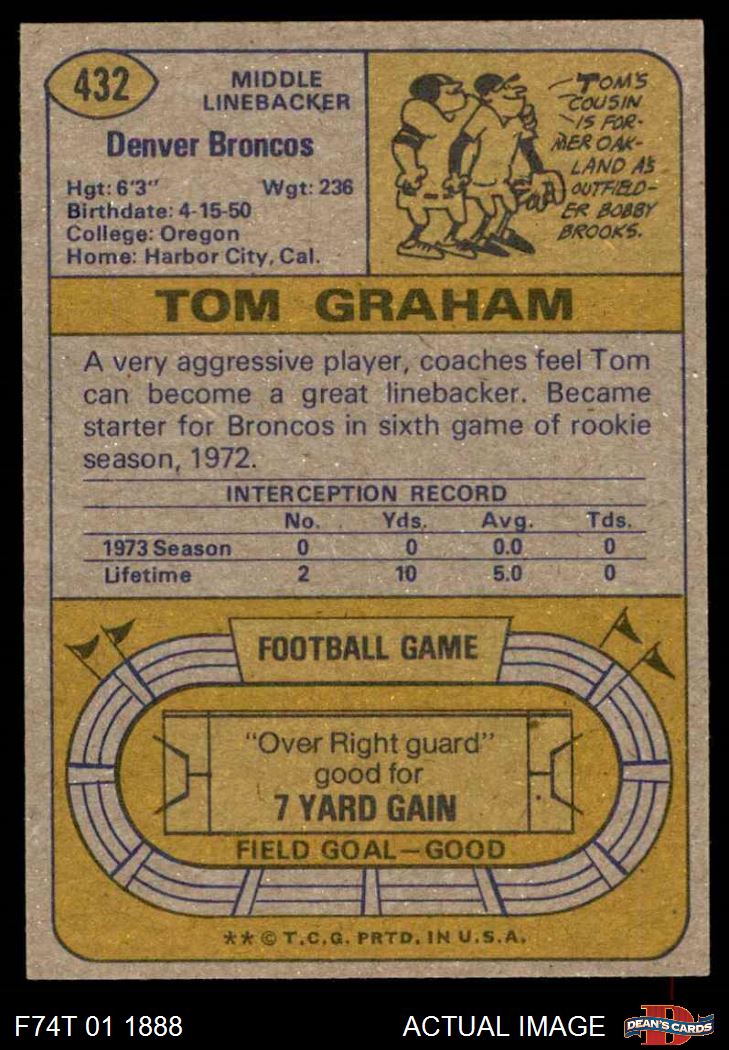 432
MIDDLE
LINEBACKER
Denver Broncos
Hgt: 6'3" Wgt: 236
Birthdate: 4-15-50
College: Oregon
Home: Harbor City, Cal.
TOM'S
COUSIN
IS FOR-
MER OAK-
LAND A'S
OUTFIELD-
ER BOBBY
BROOKS.
TOM GRAHAM
A very aggressive player, coaches feel Tom
can become a great linebacker. Became
starter for Broncos in sixth game of rookie
season, 1972.
INTERCEPTION RECORD
No. Yds. Avg. Tds.
1973 Season 0 0 0.0 0
Lifetime 2 10 5.0 0
FOOTBALL GAME
"Over Right guard"
good for
7 YARD GAIN
FIELD GOAL—GOOD
** © T.C.G. PRTD. IN U.S.A.
F74T 01 1888 ACTUAL IMAGE
DEAN'S CARDS